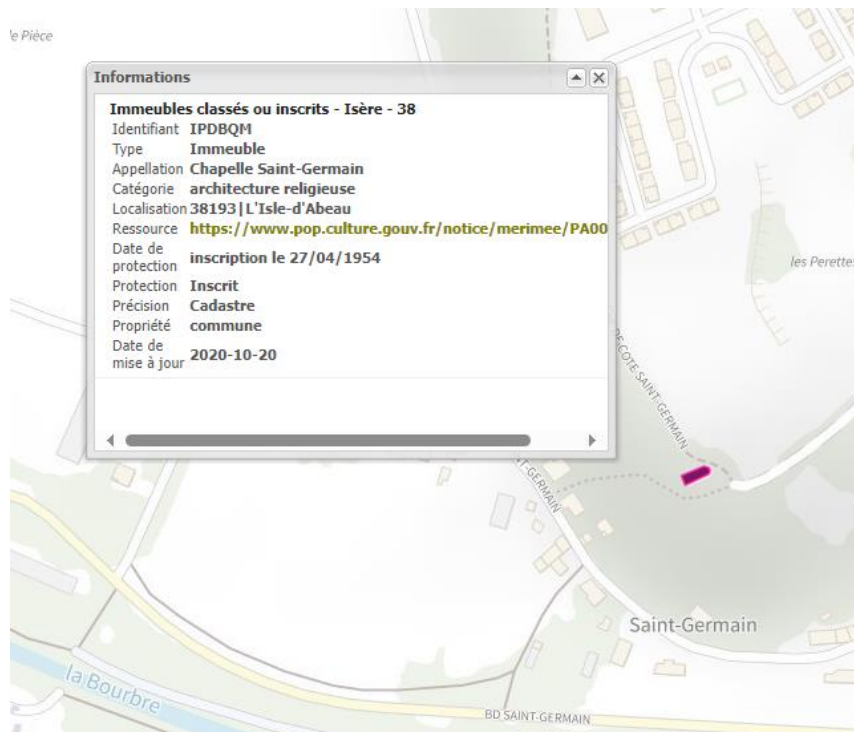 le Pièce
Informations
Immeubles classés ou inscrits - Isère - 38
Identifiant IPDBQM
Type Immeuble
Appellation Chapelle Saint-Germain
Catégorie architecture religieuse
Localisation 38193|L'Isle-d'Abeau
Ressource https://www.pop.culture.gouv.fr/notice/merimee/PA00
Date de
protection inscription le 27/04/1954
Protection Inscrit
Précision Cadastre
Propriété commune
Date de
mise à jour 2020-10-20
les Perettes
DE-COTE SAINT-GERMAIN
NT-GERMAIN
Saint-Germain
la Bourbre
BD SAINT-GERMAIN